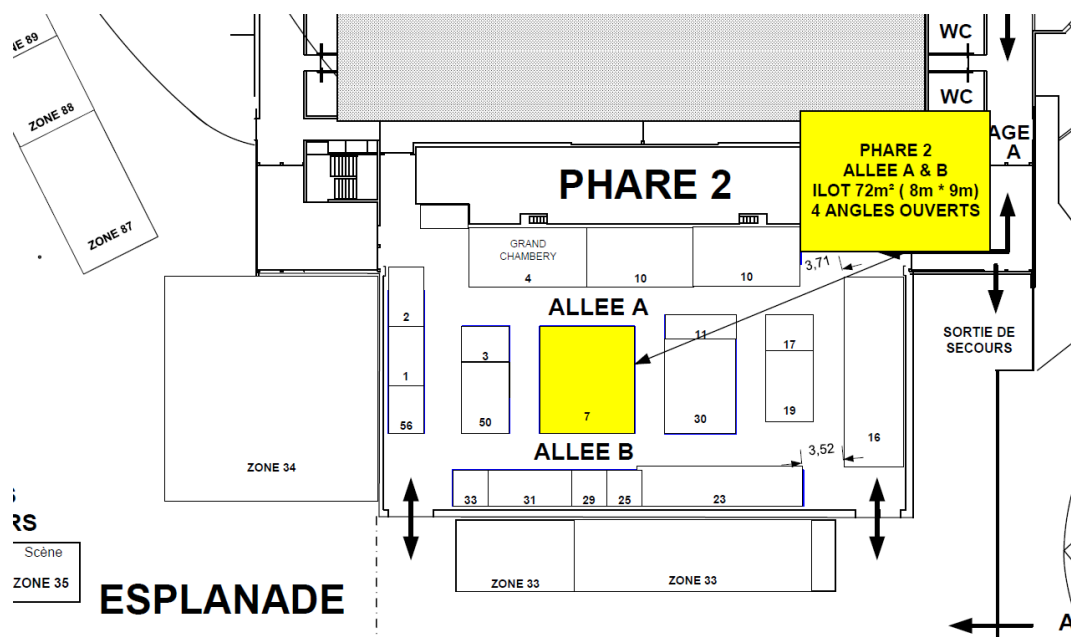 NE 89
ZONE 88
ZONE 87
WC
WC
AGE
A
PHARE 2
PHARE 2
ALLEE A & B
ILOT 72m² ( 8m * 9m)
4 ANGLES OUVERTS
GRAND
CHAMBERY
4
10
10
3,71
ALLEE A
2
3
11
17
1
56
50
7
30
19
16
SORTIE DE
SECOURS
ALLEE B
3,52
ZONE 34
33
31
29
25
23
RS
Scène
ZONE 35
ESPLANADE
ZONE 33
ZONE 33
A